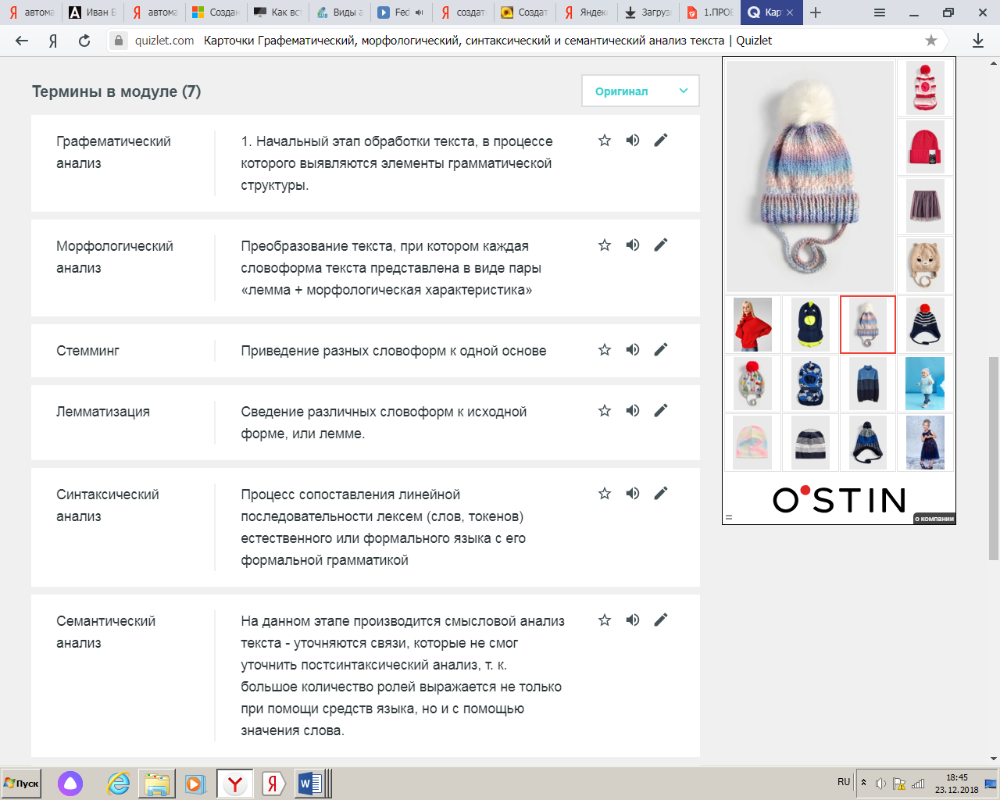 автома
Иван Б
автома
Создан
Как вст
Виды а
Fed
создат
Создат
Яндекс
Загруз
1.ПРОЕ
Кар
quizlet.com Карточки Графематический, морфологический, синтаксический и семантический анализ текста | Quizlet
Термины в модуле (7)
Оригинал
Графематический
анализ
1. Начальный этап обработки текста, в процессе
которого выявляются элементы грамматической
структуры.
Морфологический
анализ
Преобразование текста, при котором каждая
словоформа текста представлена в виде пары
«лемма + морфологическая характеристика»
Стемминг
Приведение разных словоформ к одной основе
Лемматизация
Сведение различных словоформ к исходной
форме, или лемме.
Синтаксический
анализ
Процесс сопоставления линейной
последовательности лексем (слов, токенов)
естественного или формального языка с его
формальной грамматикой
Семантический
анализ
На данном этапе производится смысловой анализ
текста - уточняются связи, которые не смог
уточнить постсинтаксический анализ, т. к.
большое количество ролей выражается не только
при помощи средств языка, но и с помощью
значения слова.
O'STIN
о компании
Пуск
RU
18:45
23.12.2018